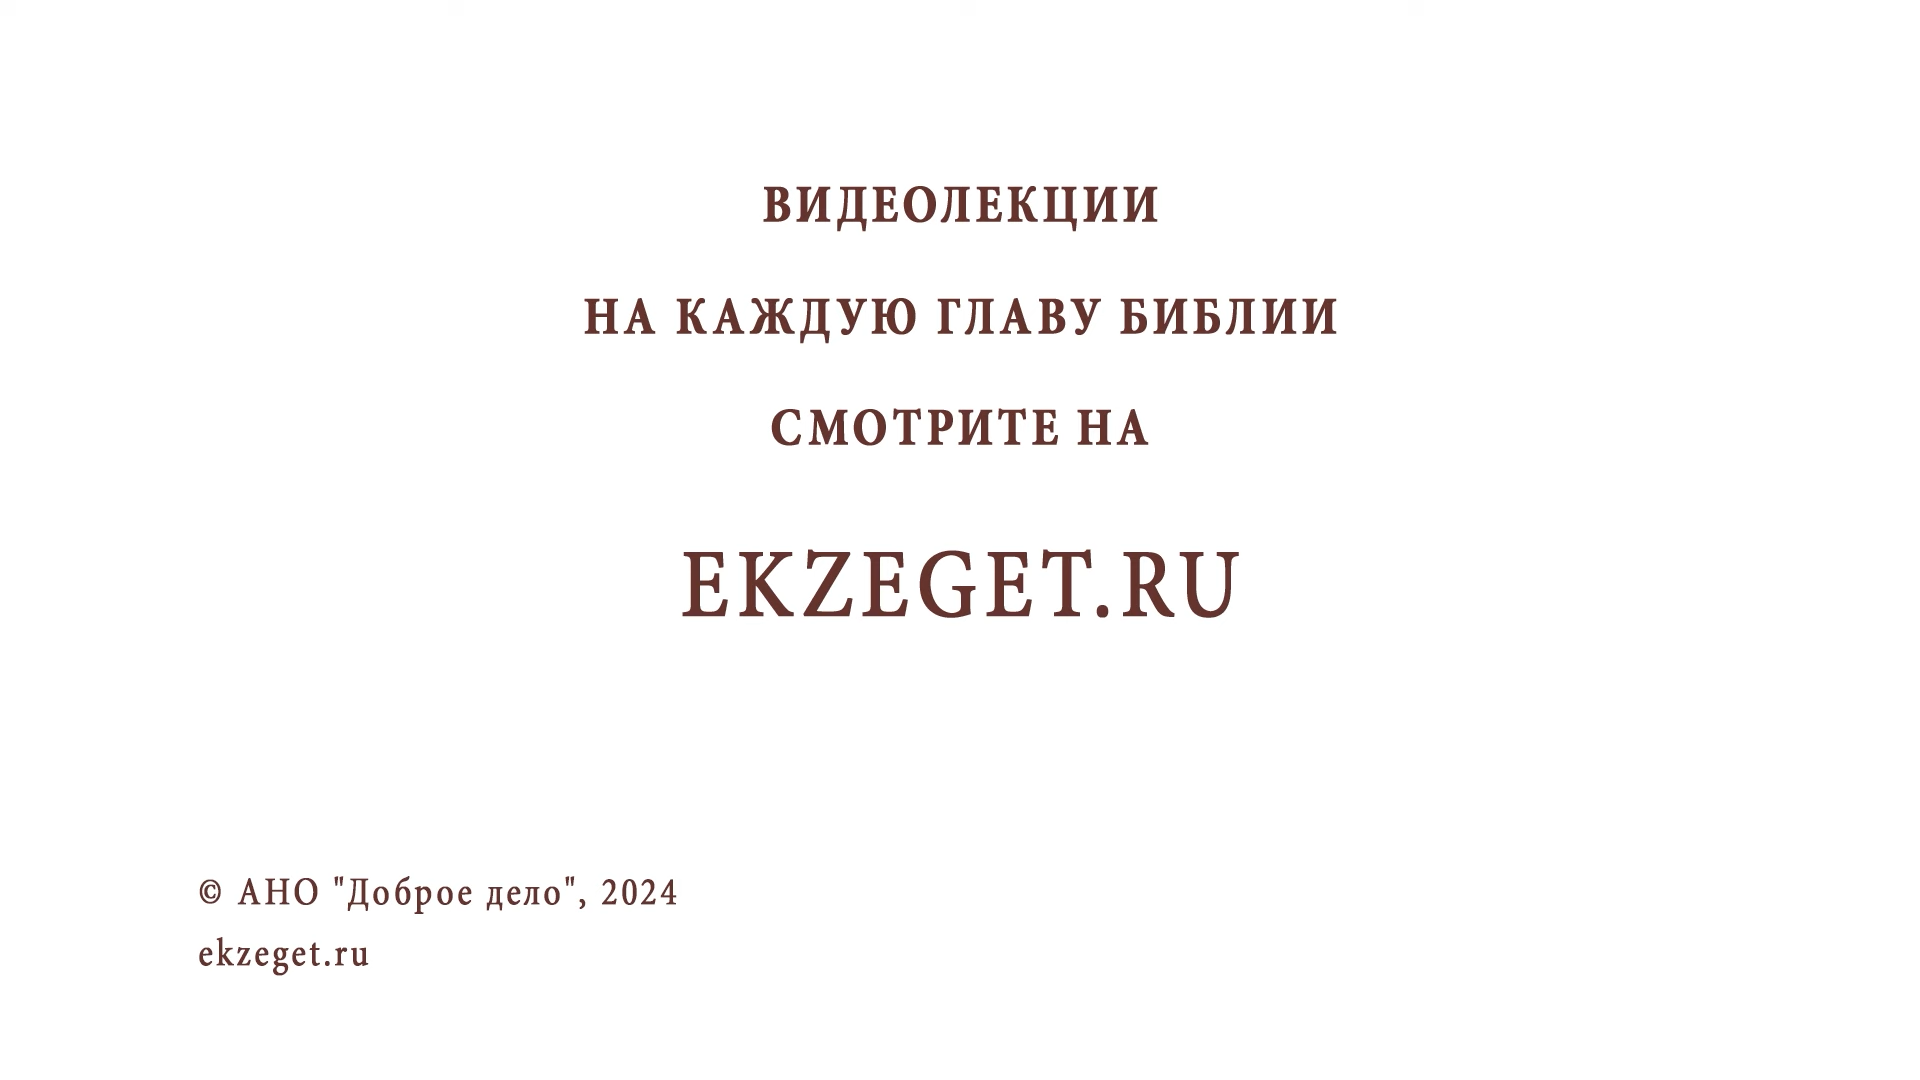 ВИДЕОЛЕКЦИИ
НА КАЖДУЮ ГЛАВУ БИБЛИИ
СМОТРИТЕ НА
EKZEGET.RU
© АНО "Доброе дело", 2024
ekzeget.ru